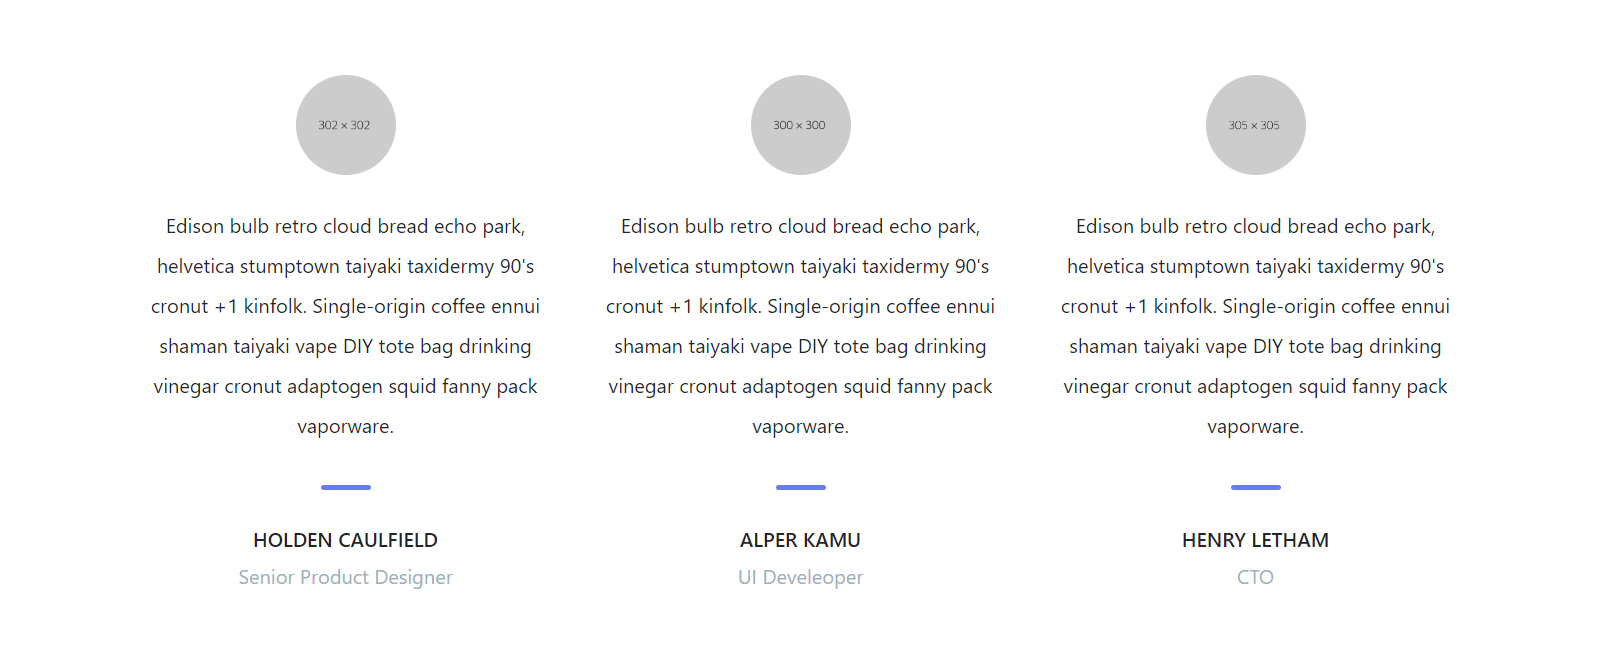 302 × 302
Edison bulb retro cloud bread echo park,
helvetica stumptown taiyaki taxidermy 90's
cronut +1 kinfolk. Single-origin coffee ennui
shaman taiyaki vape DIY tote bag drinking
vinegar cronut adaptogen squid fanny pack
vaporware.
HOLDEN CAULFIELD
Senior Product Designer
300 × 300
Edison bulb retro cloud bread echo park,
helvetica stumptown taiyaki taxidermy 90's
cronut +1 kinfolk. Single-origin coffee ennui
shaman taiyaki vape DIY tote bag drinking
vinegar cronut adaptogen squid fanny pack
vaporware.
ALPER KAMU
UI Develeoper
305 × 305
Edison bulb retro cloud bread echo park,
helvetica stumptown taiyaki taxidermy 90's
cronut +1 kinfolk. Single-origin coffee ennui
shaman taiyaki vape DIY tote bag drinking
vinegar cronut adaptogen squid fanny pack
vaporware.
HENRY LETHAM
CTO